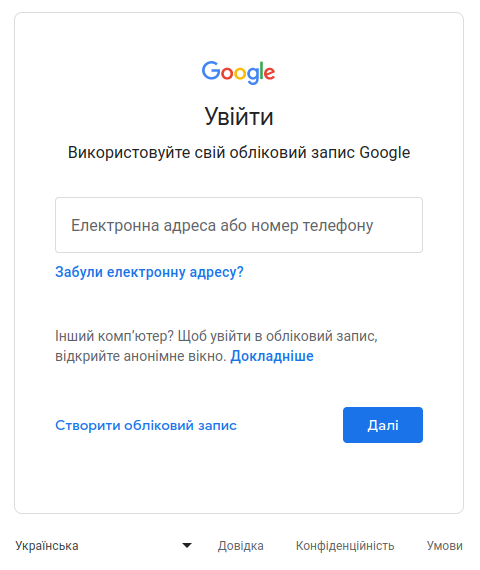 Google
Увійти
Використовуйте свій обліковий запис Google
Електронна адреса або номер телефону
Забули електронну адресу?
Інший комп’ютер? Щоб увійти в обліковий запис,
відкрийте анонімне вікно. Докладніше
Створити обліковий запис Далі
Українська Довідка Конфіденційність Умови